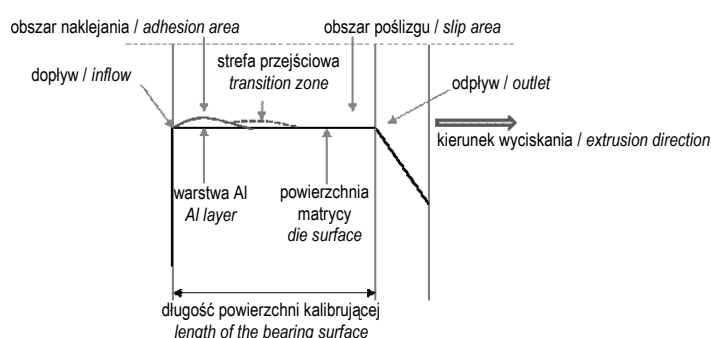 obszar naklejania / adhesion area
obszar poślizgu / slip area
strefa przejściowa
transition zone
dopływ / inflow
odpływ / outlet
kierunek wyciskania / extrusion direction
warstwa Al
Al layer
powierzchnia
matrycy
die surface
długość powierzchni kalibrującej
length of the bearing surface